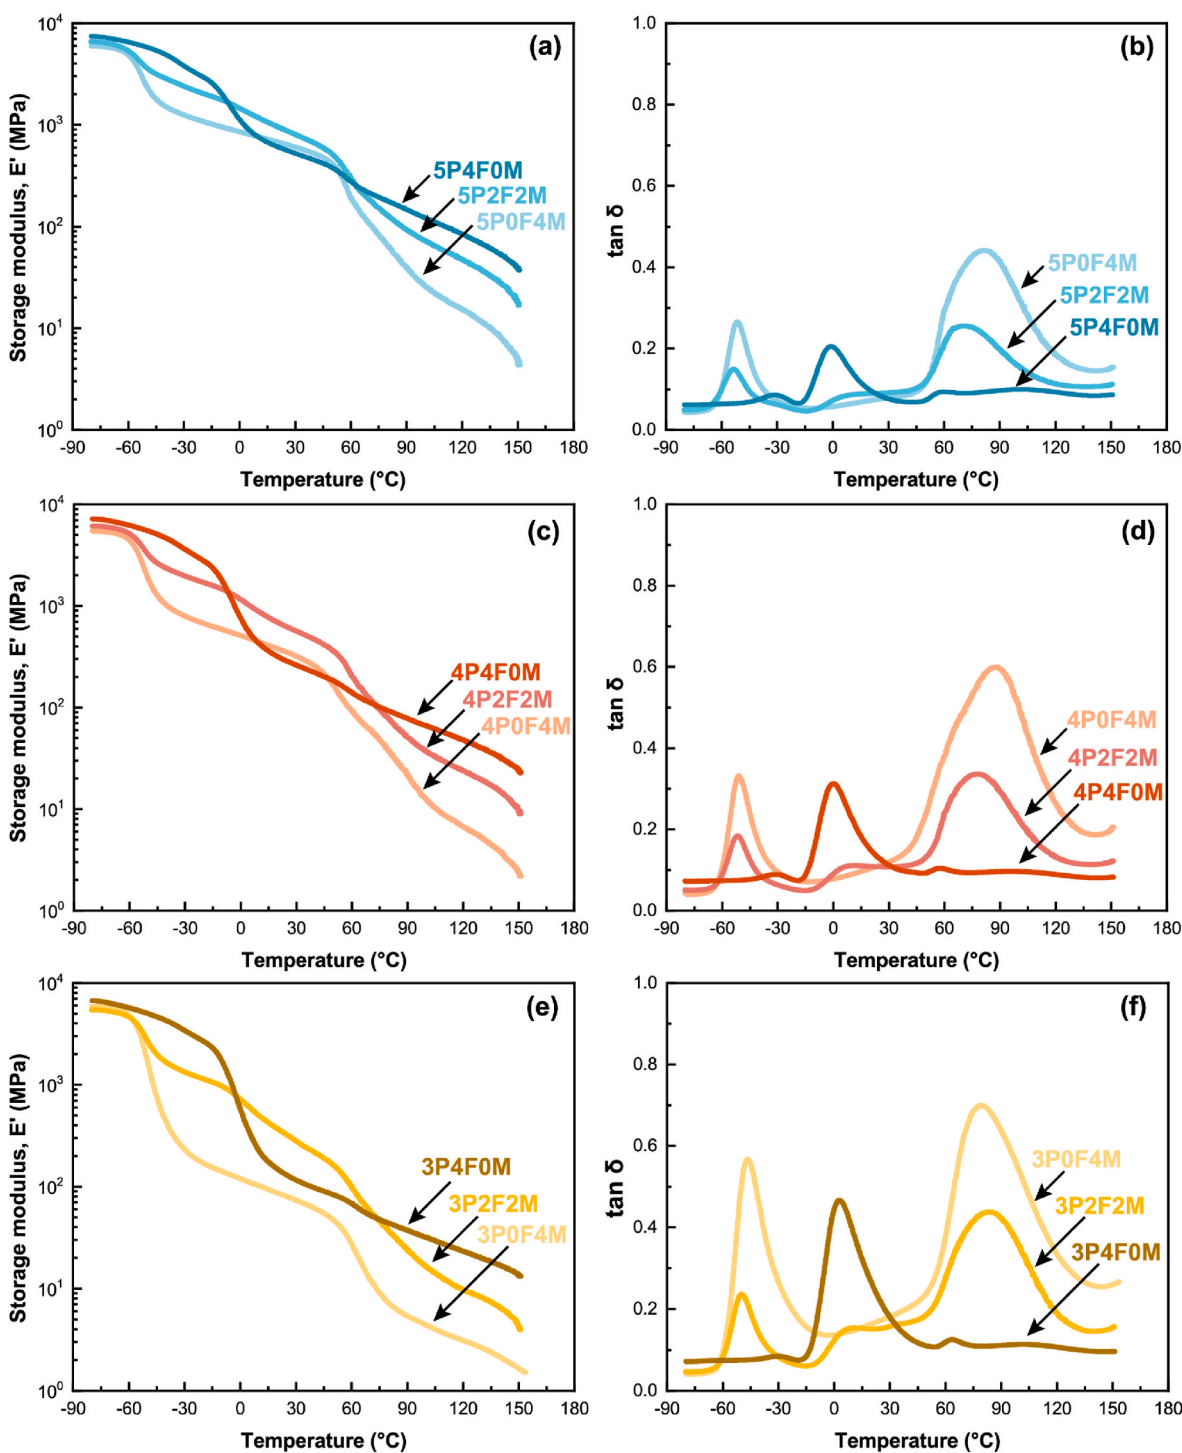 10⁴
10³
10²
10¹
10⁰
-90 -60 -30 0 30 60 90 120 150 180
Storage modulus, E' (MPa)
Temperature (°C)
(a)
5P4F0M
5P2F2M
5P0F4M
1.0
0.8
0.6
0.4
0.2
0.0
-90 -60 -30 0 30 60 90 120 150 180
tan δ
Temperature (°C)
(b)
5P0F4M
5P2F2M
5P4F0M
10⁴
10³
10²
10¹
10⁰
-90 -60 -30 0 30 60 90 120 150 180
Storage modulus, E' (MPa)
Temperature (°C)
(c)
4P4F0M
4P2F2M
4P0F4M
1.0
0.8
0.6
0.4
0.2
0.0
-90 -60 -30 0 30 60 90 120 150 180
tan δ
Temperature (°C)
(d)
4P0F4M
4P2F2M
4P4F0M
10⁴
10³
10²
10¹
10⁰
-90 -60 -30 0 30 60 90 120 150 180
Storage modulus, E' (MPa)
Temperature (°C)
(e)
3P4F0M
3P2F2M
3P0F4M
1.0
0.8
0.6
0.4
0.2
0.0
-90 -60 -30 0 30 60 90 120 150 180
tan δ
Temperature (°C)
(f)
3P0F4M
3P2F2M
3P4F0M